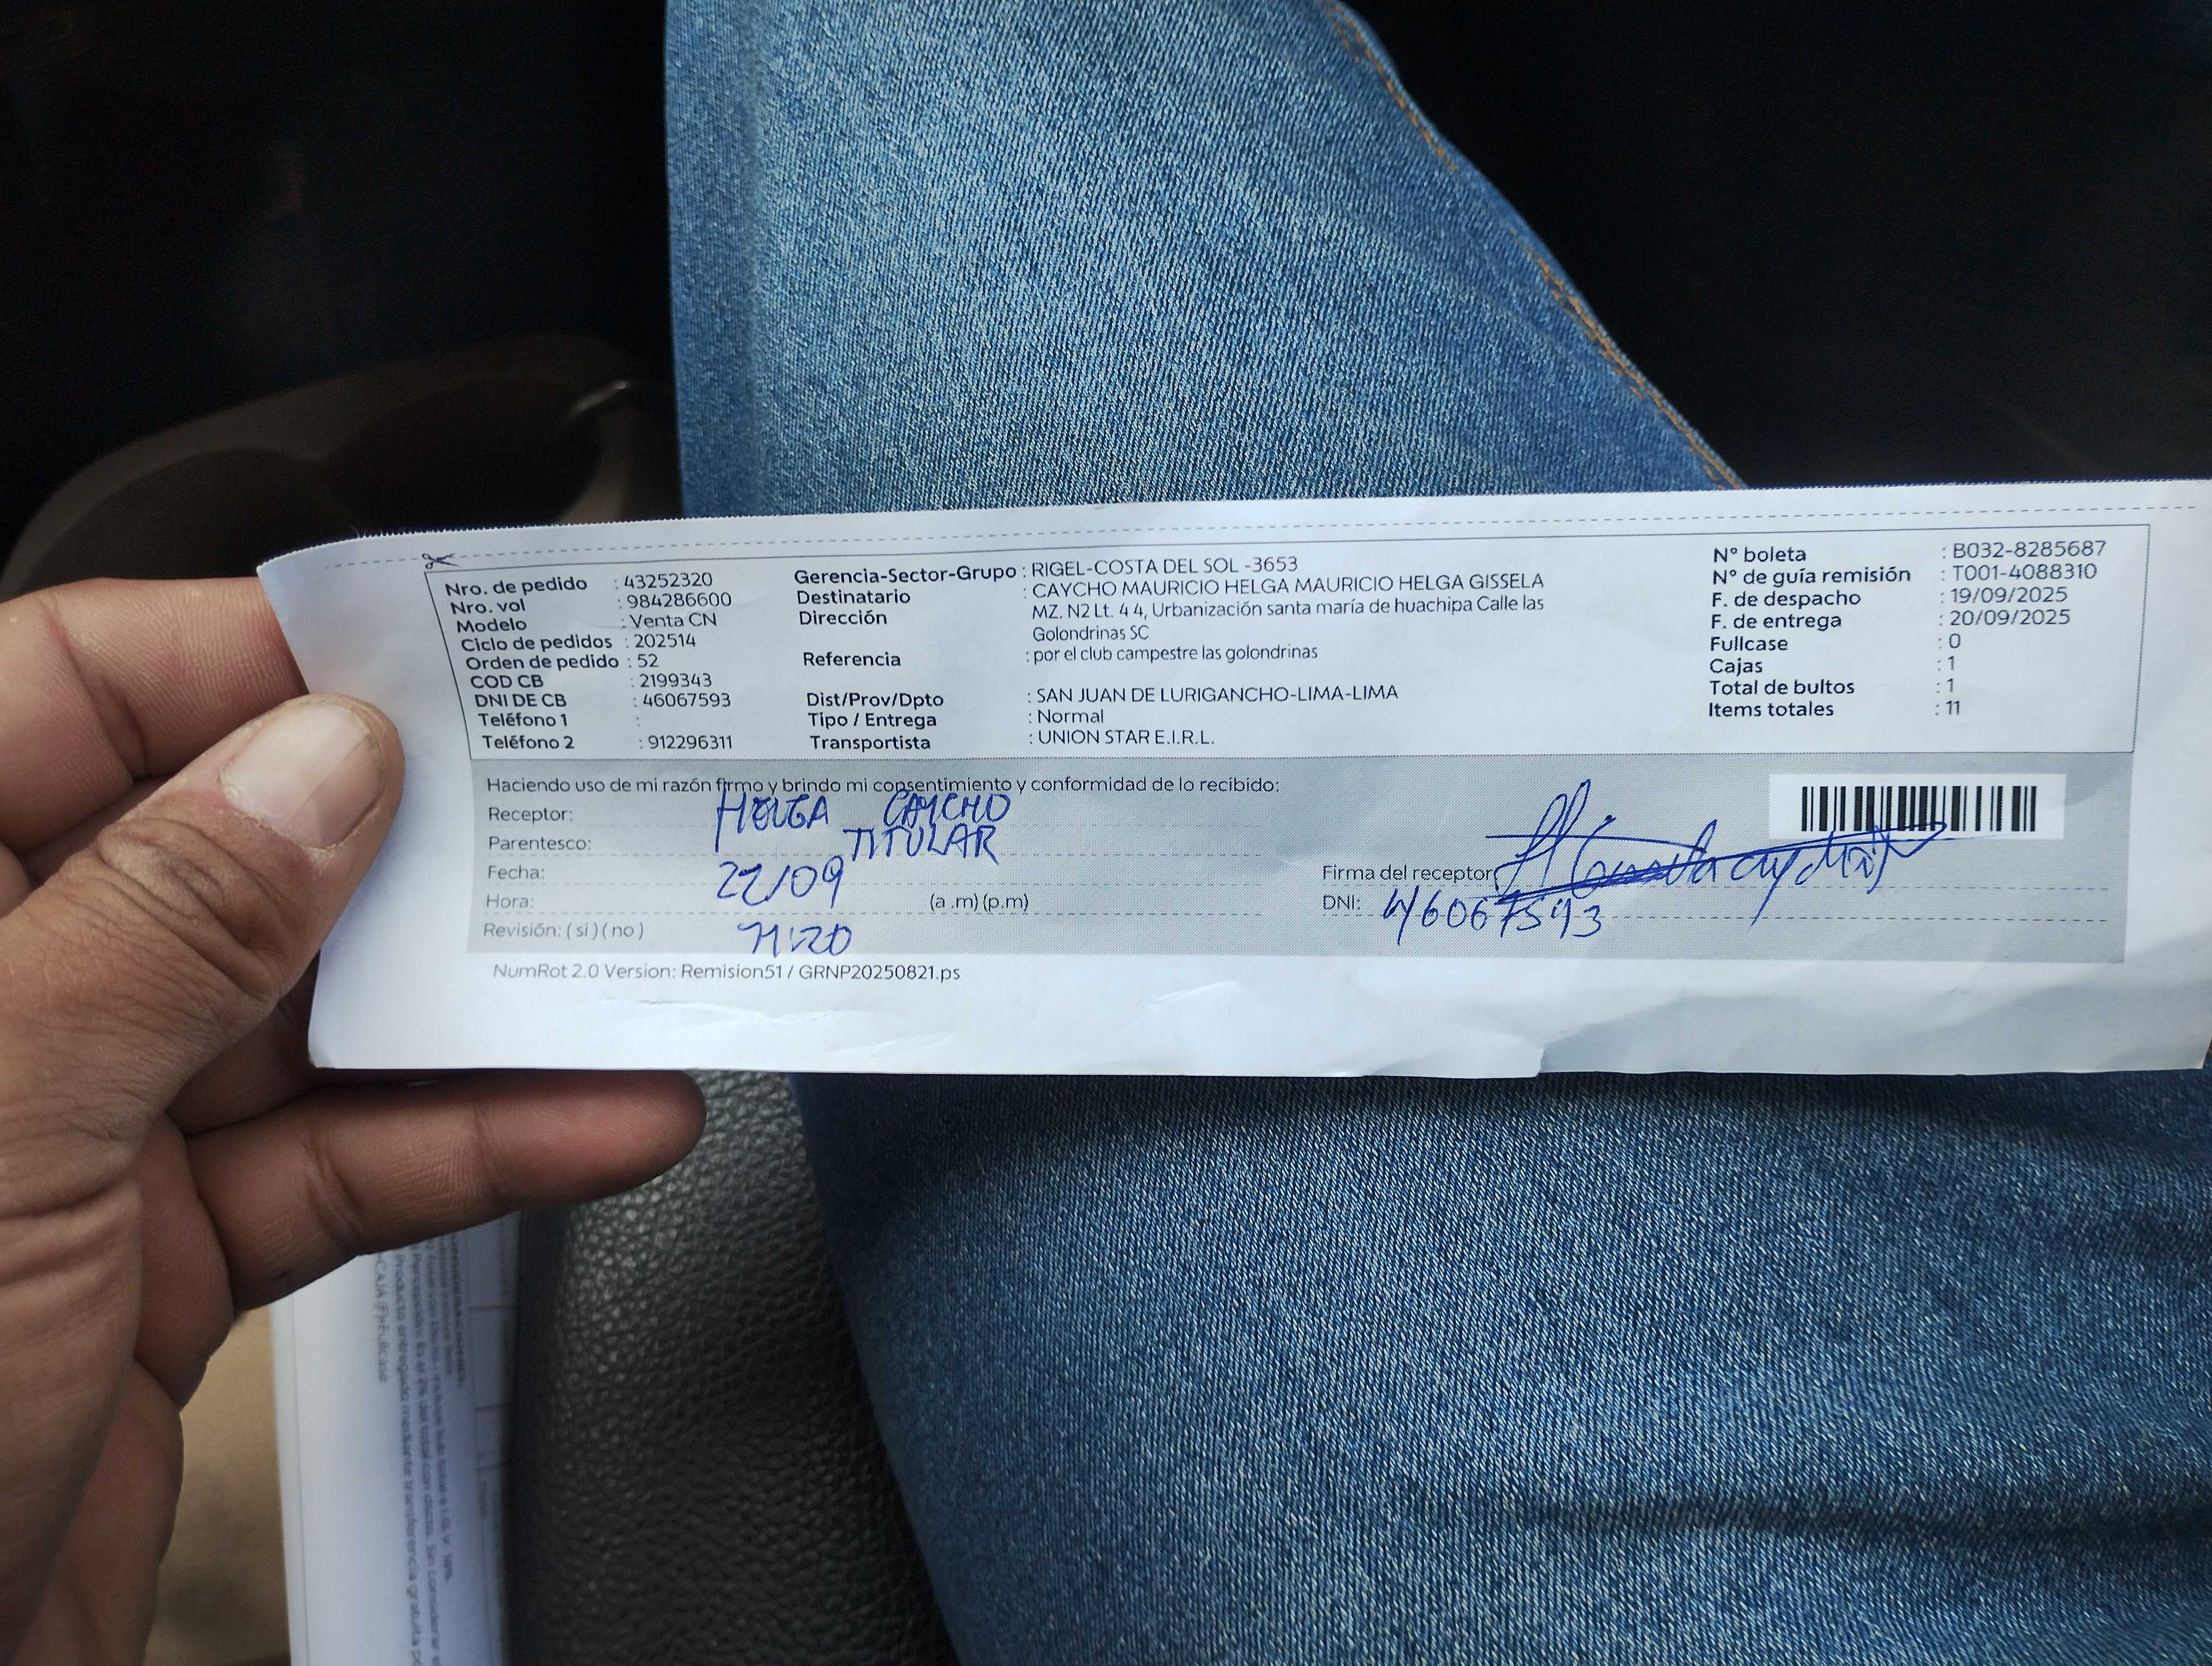 Nro. de pedido : 43252320
Nro. vol : 984286600
Modelo : Venta CN
Ciclo de pedidos : 202514
Orden de pedido : 52
COD CB : 2199343
DNI DE CB : 46067593
Teléfono 1 :
Teléfono 2 : 912296311
Gerencia-Sector-Grupo : RIGEL-COSTA DEL SOL -3653
Destinatario : CAYCHO MAURICIO HELGA MAURICIO HELGA GISSELA
Dirección MZ. N2 Lt. 4 4, Urbanización santa maría de huachipa Calle las
Golondrinas SC
Referencia : por el club campestre las golondrinas
Dist/Prov/Dpto : SAN JUAN DE LURIGANCHO-LIMA-LIMA
Tipo / Entrega : Normal
Transportista : UNION STAR E.I.R.L.
N° boleta : B032-8285687
N° de guía remisión : T001-4088310
F. de despacho : 19/09/2025
F. de entrega : 20/09/2025
Fullcase : 0
Cajas : 1
Total de bultos : 1
Items totales : 11
Haciendo uso de mi razón firmo y brindo mi consentimiento y conformidad de lo recibido:
Receptor: HELGA CAYCHO
Parentesco: TITULAR
Fecha: 22/09
Hora: (a .m) (p.m)
Revisión: ( si ) ( no ) 11:20
Firma del receptor
DNI: 46067593
NumRot 2.0 Version: Remision51 / GRNP20250821.ps
Producto entregado mediante transferencia gratuita
-CAJA (F)=Fullcase